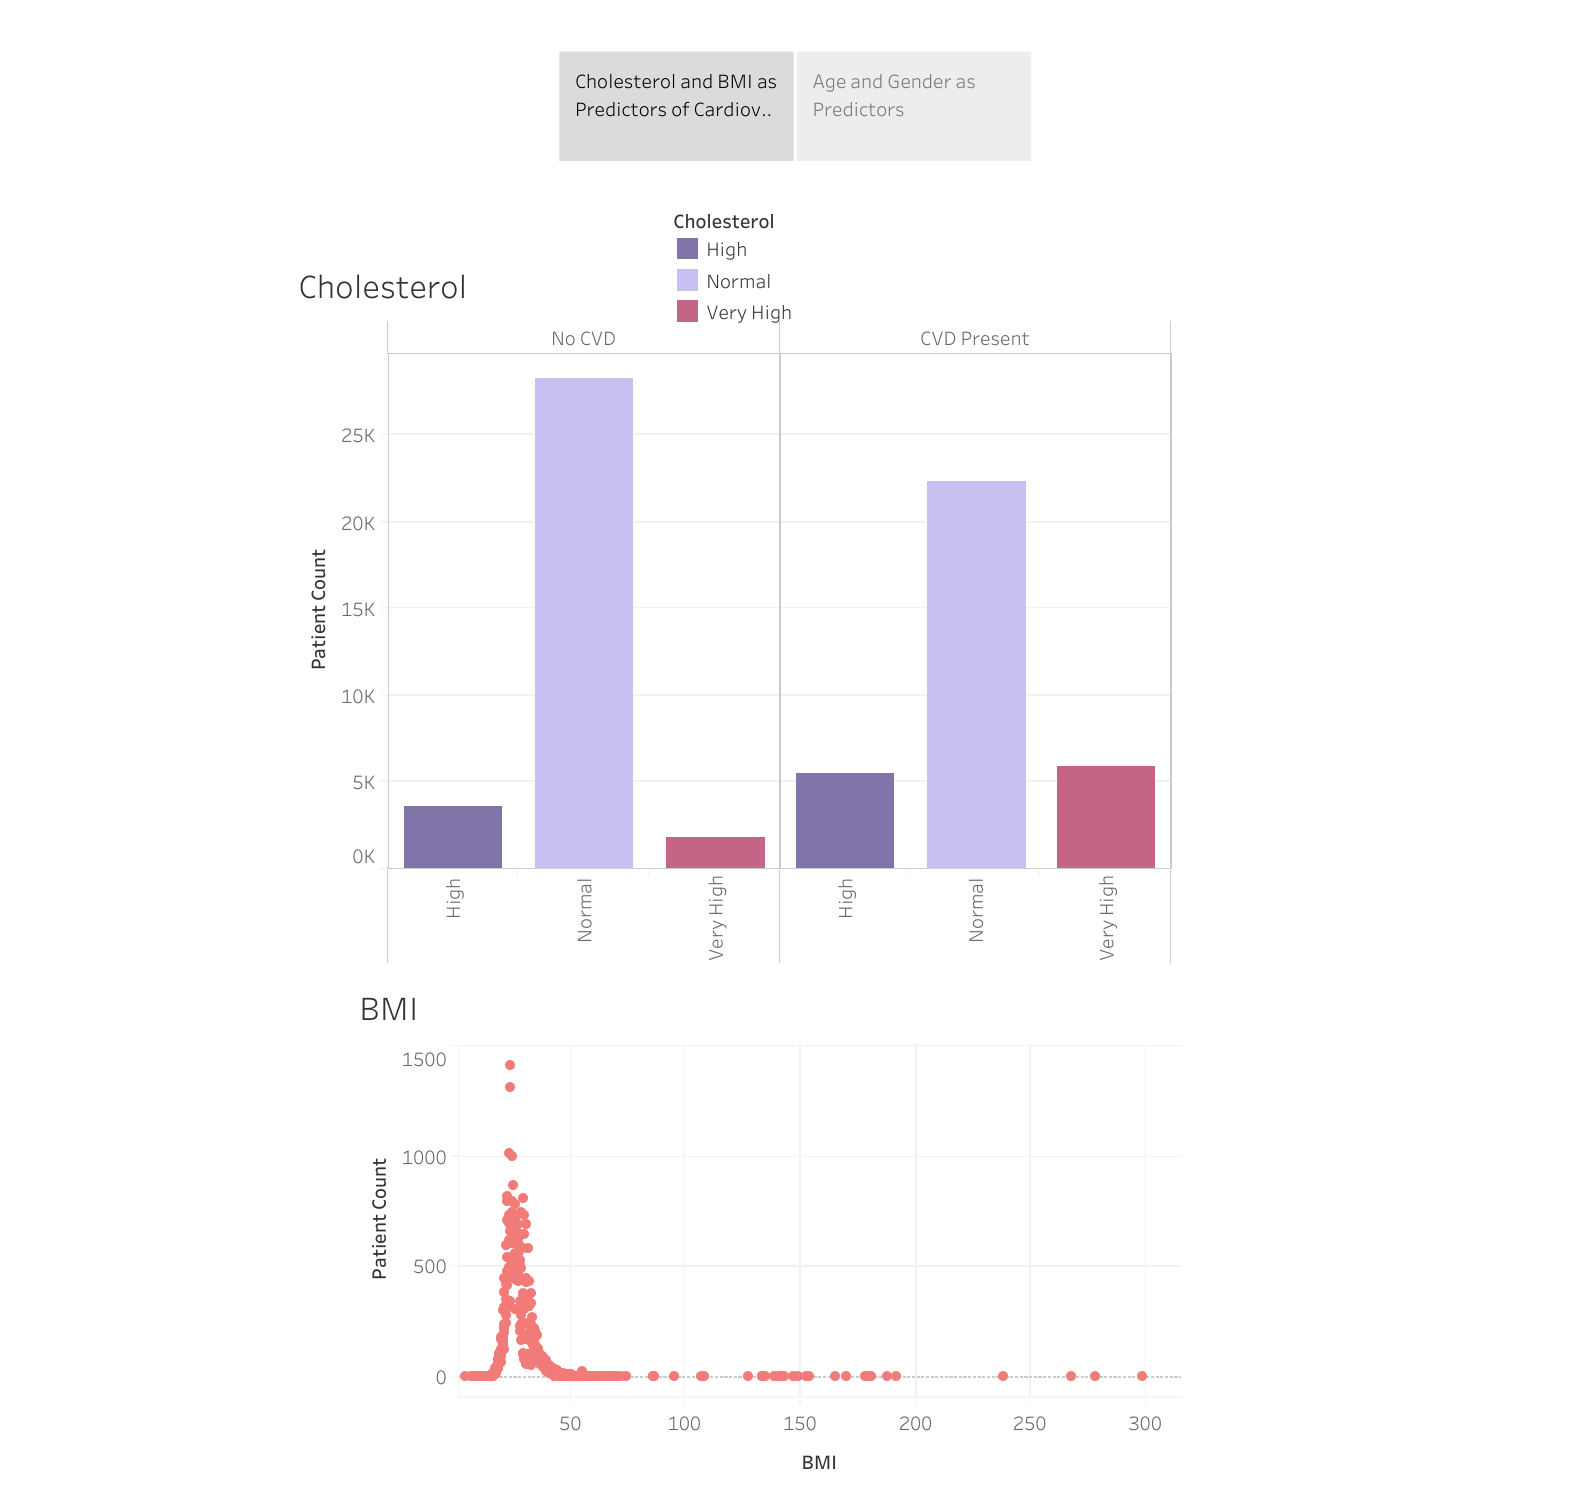 Cholesterol and BMI as
Predictors of Cardiov..
Age and Gender as
Predictors
Cholesterol
High
Normal
Very High
Cholesterol
No CVD
CVD Present
Patient Count
25K
20K
15K
10K
5K
0K
High
Normal
Very High
High
Normal
Very High
BMI
Patient Count
1500
1000
500
0
50
100
150
200
250
300
BMI